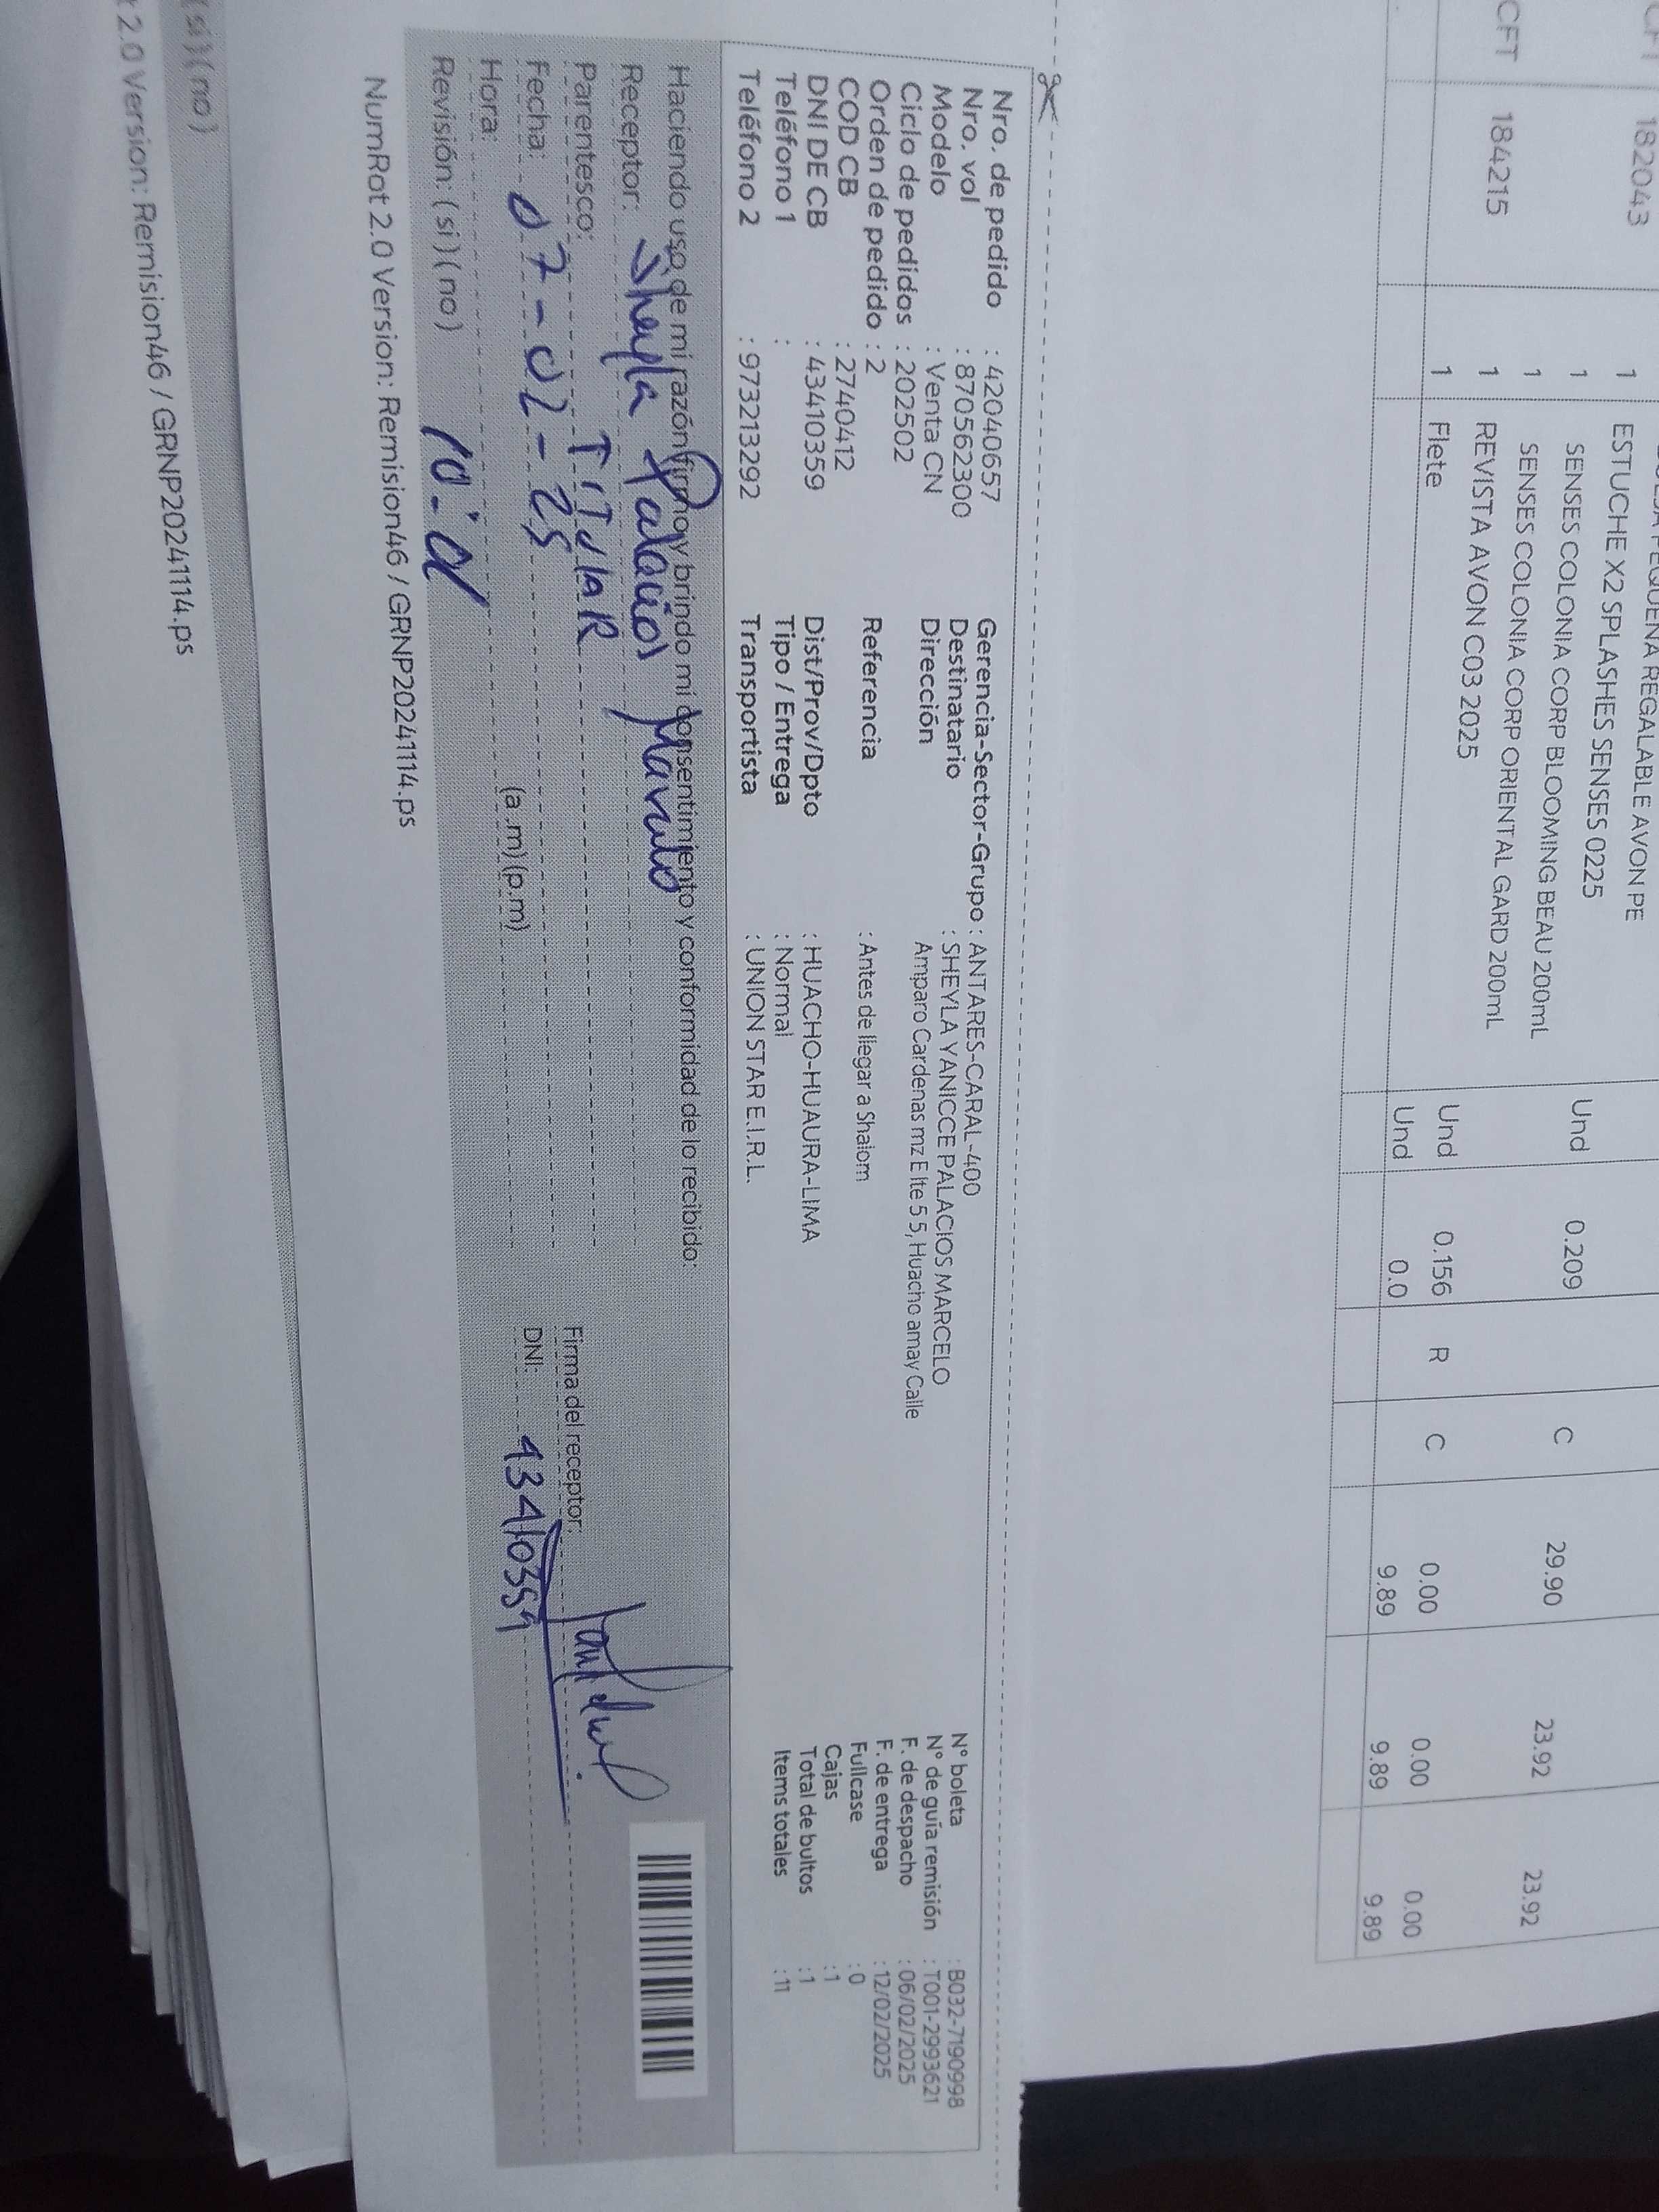 CFT 182043
1 ESTUCHE X2 SPLASHES SENSES 0225
1 SENSES COLONIA CORP BLOOMING BEAU 200mL Und 0.209 C 29.90 23.92 23.92
1 SENSES COLONIA CORP ORIENTAL GARD 200mL
CFT 184215 1 REVISTA AVON C03 2025 Und 0.156 R C 0.00 0.00 0.00
1 Flete Und 0.0 9.89 9.89 9.89
Nro. de pedido : 42040657
Nro. vol : 870562300
Modelo : Venta CN
Ciclo de pedidos : 202502
Orden de pedido : 2
COD CB : 2740412
DNI DE CB : 43410359
Teléfono 1 :
Teléfono 2 : 973213292
Gerencia-Sector-Grupo : ANTARES-CARAL-400
Destinatario : SHEYLA YANICCE PALACIOS MARCELO
Dirección Amparo Cardenas mz E lte 5 5, Huacho amay Calle
Referencia : Antes de llegar a Shalom
Dist/Prov/Dpto : HUACHO-HUAURA-LIMA
Tipo / Entrega : Normal
Transportista : UNION STAR E.I.R.L.
N° boleta : B032-7190998
N° de guía remisión : T001-2993621
F. de despacho : 06/02/2025
F. de entrega : 12/02/2025
Fullcase : 0
Cajas : 1
Total de bultos : 1
Items totales : 11
Haciendo uso de mi razón firmo y brindo mi consentimiento y conformidad de lo recibido:
Receptor: Sheyla Palacios Marcelo
Parentesco: TITULAR
Fecha: 07-02-25
Hora: (a.m) (p.m)
Revisión: (si) (no)
Firma del receptor:
DNI: 43410359
NumRot 2.0 Version: Remision46 / GRNP20241114.ps
(si) (no)
2.0 Version: Remision46 / GRNP20241114.ps